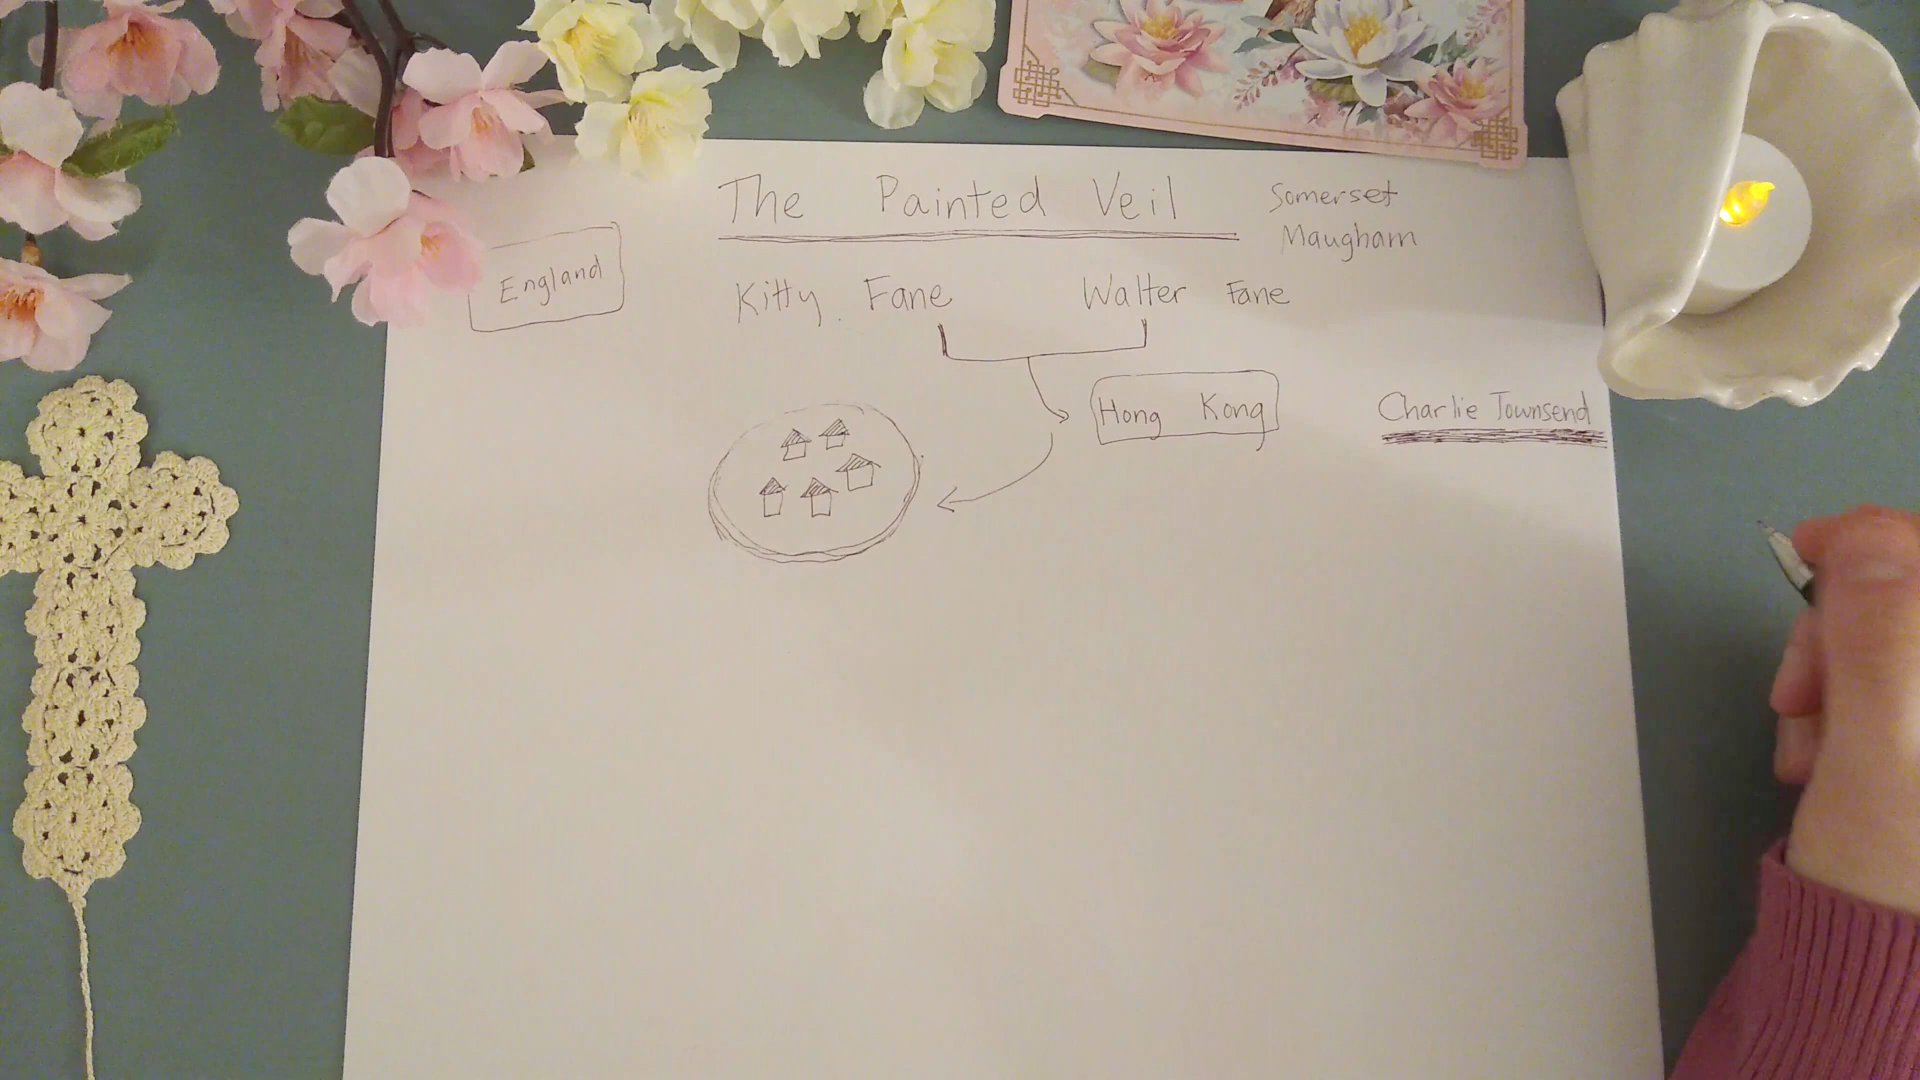 The Painted Veil
Somerset
Maugham
England
Kitty Fane
Walter Fane
Hong Kong
Charlie Townsend